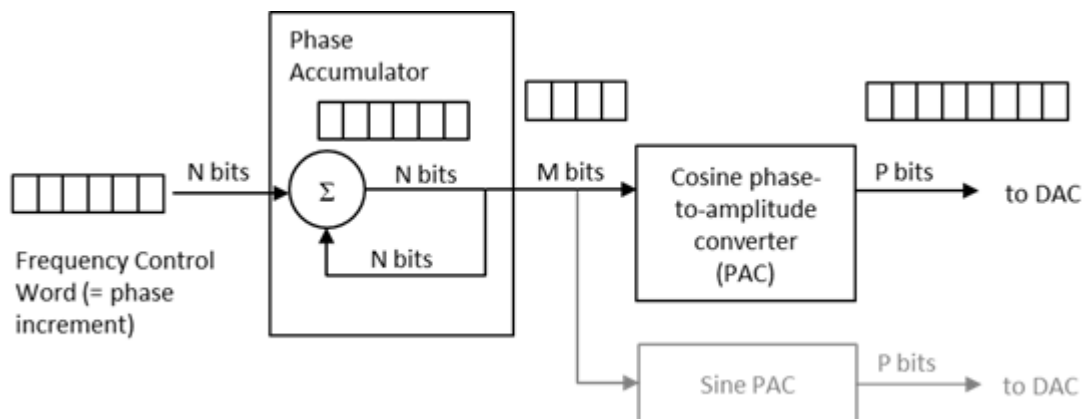 Phase
Accumulator
N bits
Σ
N bits
N bits
M bits
Cosine phase-
to-amplitude
converter
(PAC)
P bits
to DAC
Frequency Control
Word (= phase
increment)
Sine PAC
P bits
to DAC